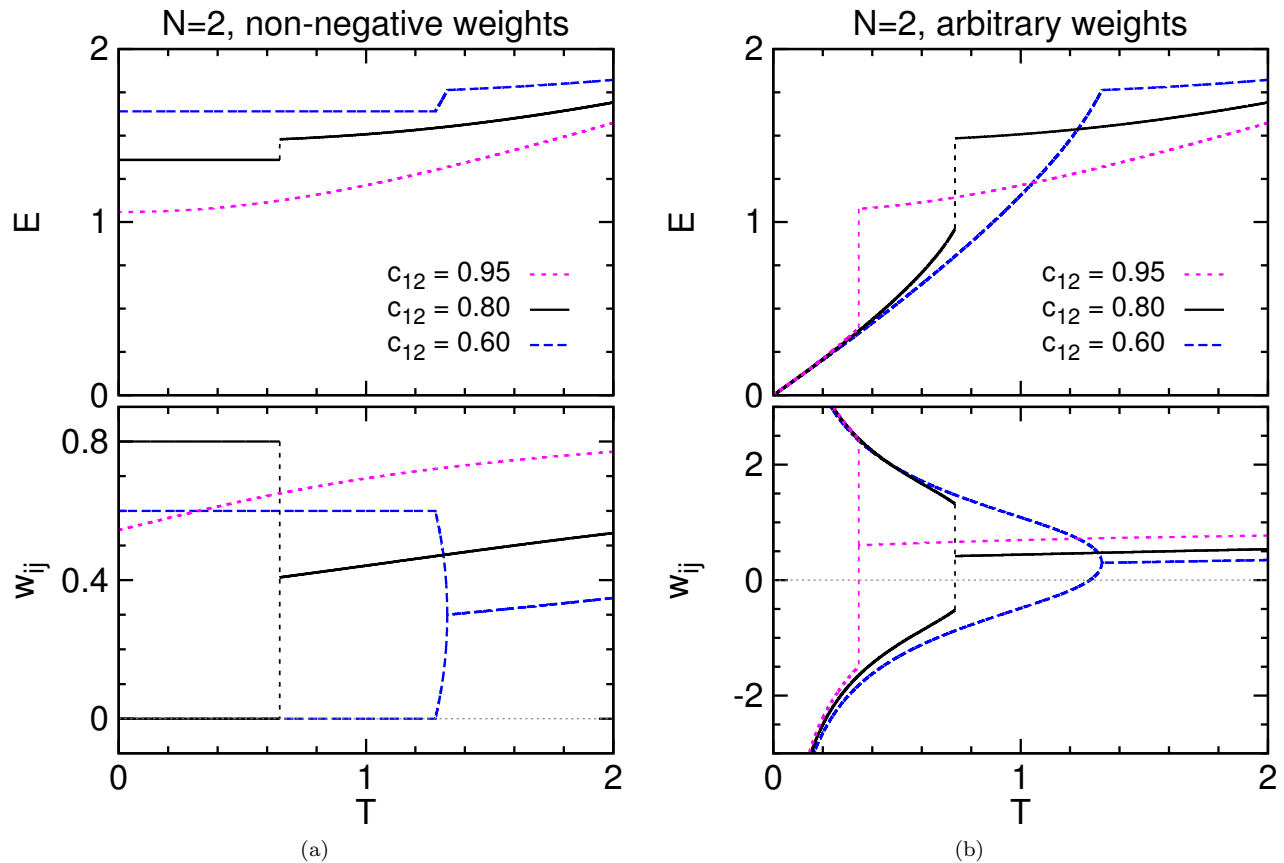 N=2, non-negative weights
2
1
0
E
c12 = 0.95
c12 = 0.80
c12 = 0.60
0.8
0.4
0
wij
0 1 2
T
(a)
N=2, arbitrary weights
2
1
0
E
c12 = 0.95
c12 = 0.80
c12 = 0.60
2
0
-2
wij
0 1 2
T
(b)